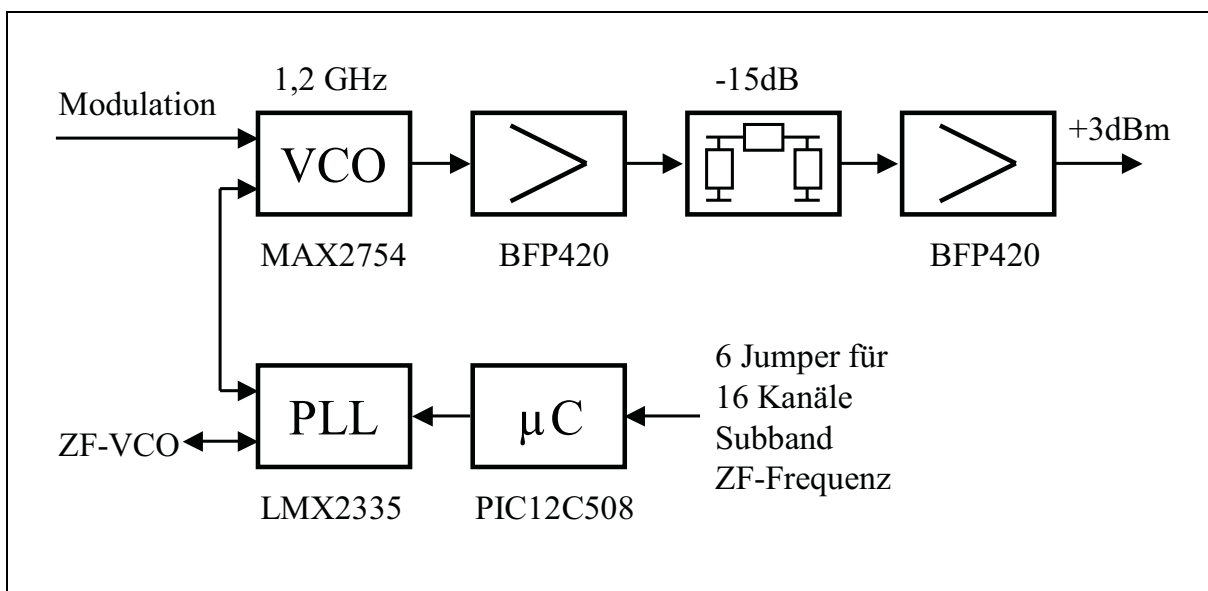 1,2 GHz
-15dB
Modulation
+3dBm
VCO
MAX2754
BFP420
BFP420
6 Jumper für
16 Kanäle
Subband
ZF-Frequenz
PLL
µC
ZF-VCO
LMX2335
PIC12C508